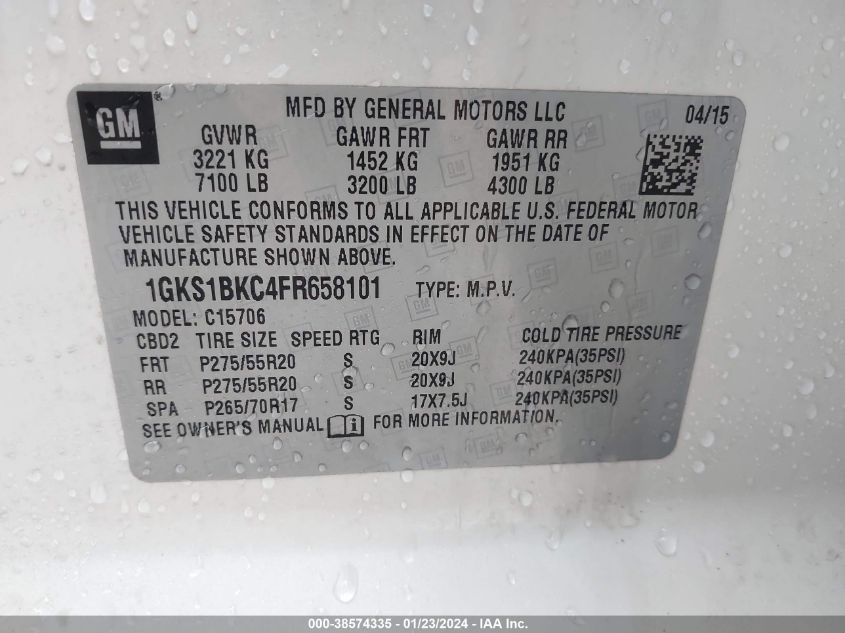 GM
MFD BY GENERAL MOTORS LLC 04/15
GVWR GAWR FRT GAWR RR
3221 KG 1452 KG 1951 KG
7100 LB 3200 LB 4300 LB
THIS VEHICLE CONFORMS TO ALL APPLICABLE U.S. FEDERAL MOTOR
VEHICLE SAFETY STANDARDS IN EFFECT ON THE DATE OF
MANUFACTURE SHOWN ABOVE.
1GKS1BKC4FR658101 TYPE: M.P.V.
MODEL: C15706
CBD2 TIRE SIZE SPEED RTG RIM COLD TIRE PRESSURE
FRT P275/55R20 S 20X9J 240KPA(35PSI)
RR P275/55R20 S 20X9J 240KPA(35PSI)
SPA P265/70R17 S 17X7.5J 240KPA(35PSI)
SEE OWNER'S MANUAL FOR MORE INFORMATION.
000-38574335 - 01/23/2024 - IAA Inc.